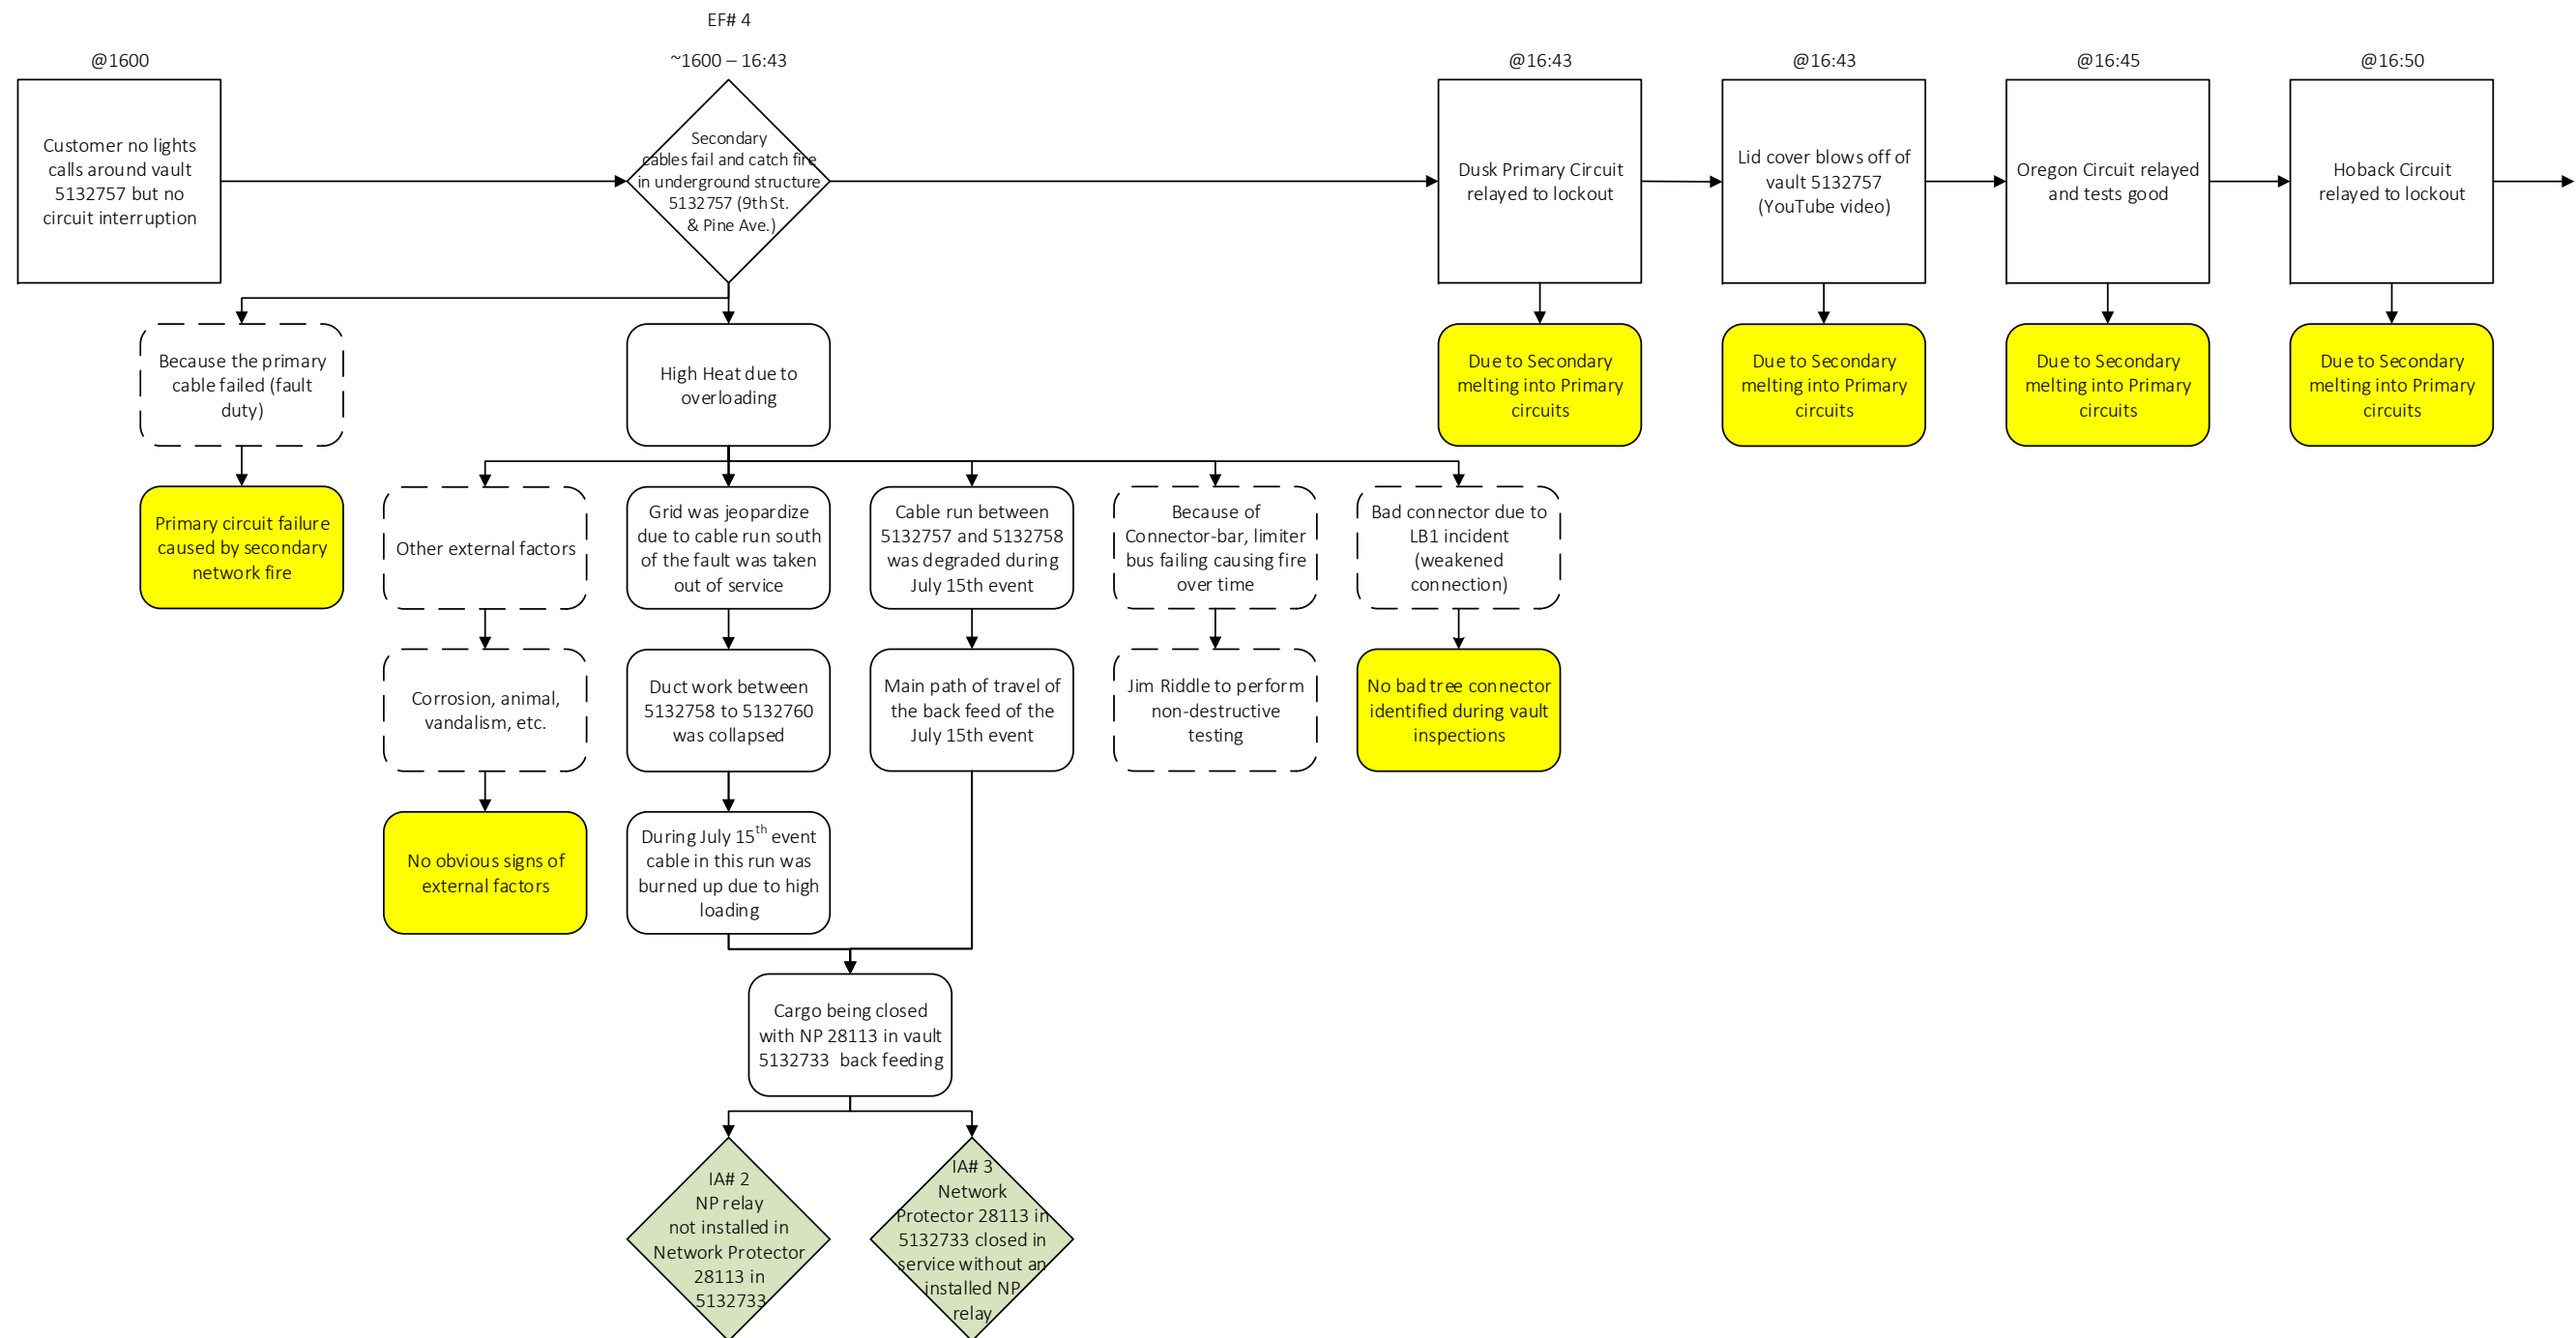 EF# 4
@1600
~1600 – 16:43
@16:43
@16:43
@16:45
@16:50
Customer no lights
calls around vault
5132757 but no
circuit interruption
Secondary
cables fail and catch fire
in underground structure
5132757 (9th St.
& Pine Ave.)
Dusk Primary Circuit
relayed to lockout
Lid cover blows off of
vault 5132757
(YouTube video)
Oregon Circuit relayed
and tests good
Hoback Circuit
relayed to lockout
Because the primary
cable failed (fault
duty)
High Heat due to
overloading
Due to Secondary
melting into Primary
circuits
Due to Secondary
melting into Primary
circuits
Due to Secondary
melting into Primary
circuits
Due to Secondary
melting into Primary
circuits
Primary circuit failure
caused by secondary
network fire
Other external factors
Grid was jeopardize
due to cable run south
of the fault was taken
out of service
Cable run between
5132757 and 5132758
was degraded during
July 15th event
Because of
Connector-bar, limiter
bus failing causing fire
over time
Bad connector due to
LB1 incident
(weakened
connection)
Corrosion, animal,
vandalism, etc.
Duct work between
5132758 to 5132760
was collapsed
Main path of travel of
the back feed of the
July 15th event
Jim Riddle to perform
non-destructive
testing
No bad tree connector
identified during vault
inspections
No obvious signs of
external factors
During July 15th event
cable in this run was
burned up due to high
loading
Cargo being closed
with NP 28113 in vault
5132733 back feeding
IA# 2
NP relay
not installed in
Network Protector
28113 in
5132733
IA# 3
Network
Protector 28113 in
5132733 closed in
service without an
installed NP
relay